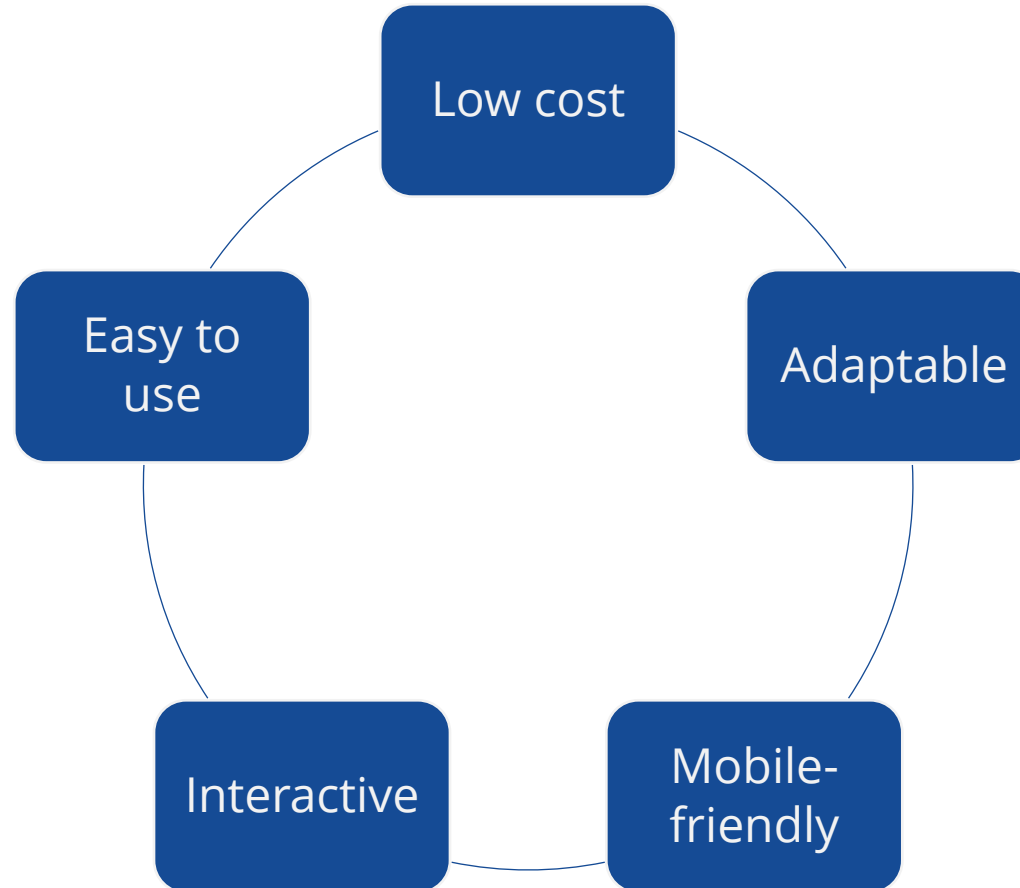 Low cost
Easy to
use
Adaptable
Interactive
Mobile-
friendly